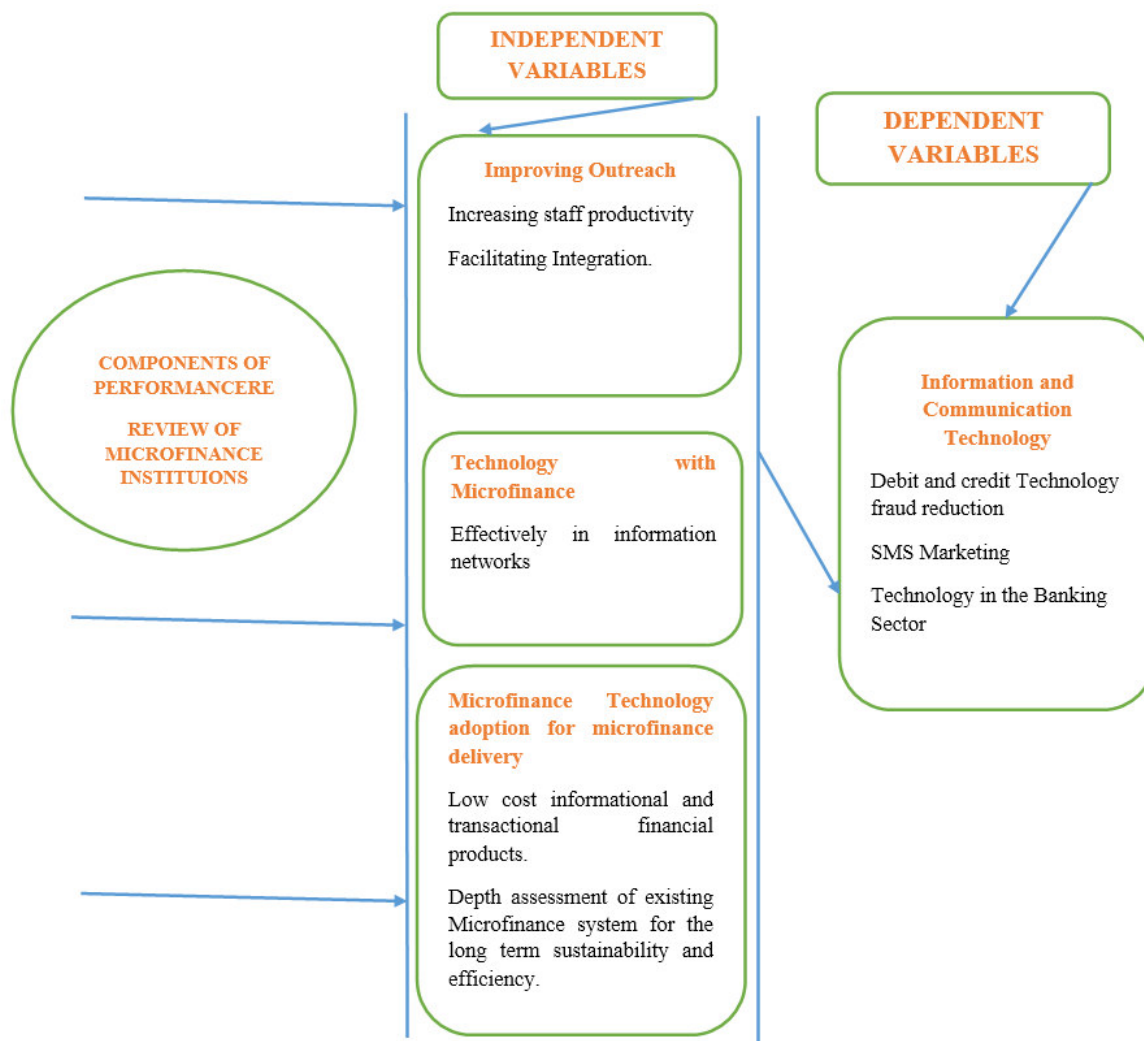 INDEPENDENT
VARIABLES
DEPENDENT
VARIABLES
Improving Outreach
Increasing staff productivity
Facilitating Integration.
COMPONENTS OF
PERFORMANCERE
REVIEW OF
MICROFINANCE
INSTITUIONS
Technology with
Microfinance
Effectively in information
networks
Information and
Communication
Technology
Debit and credit Technology
fraud reduction
SMS Marketing
Technology in the Banking
Sector
Microfinance Technology
adoption for microfinance
delivery
Low cost informational and
transactional financial
products.
Depth assessment of existing
Microfinance system for the
long term sustainability and
efficiency.